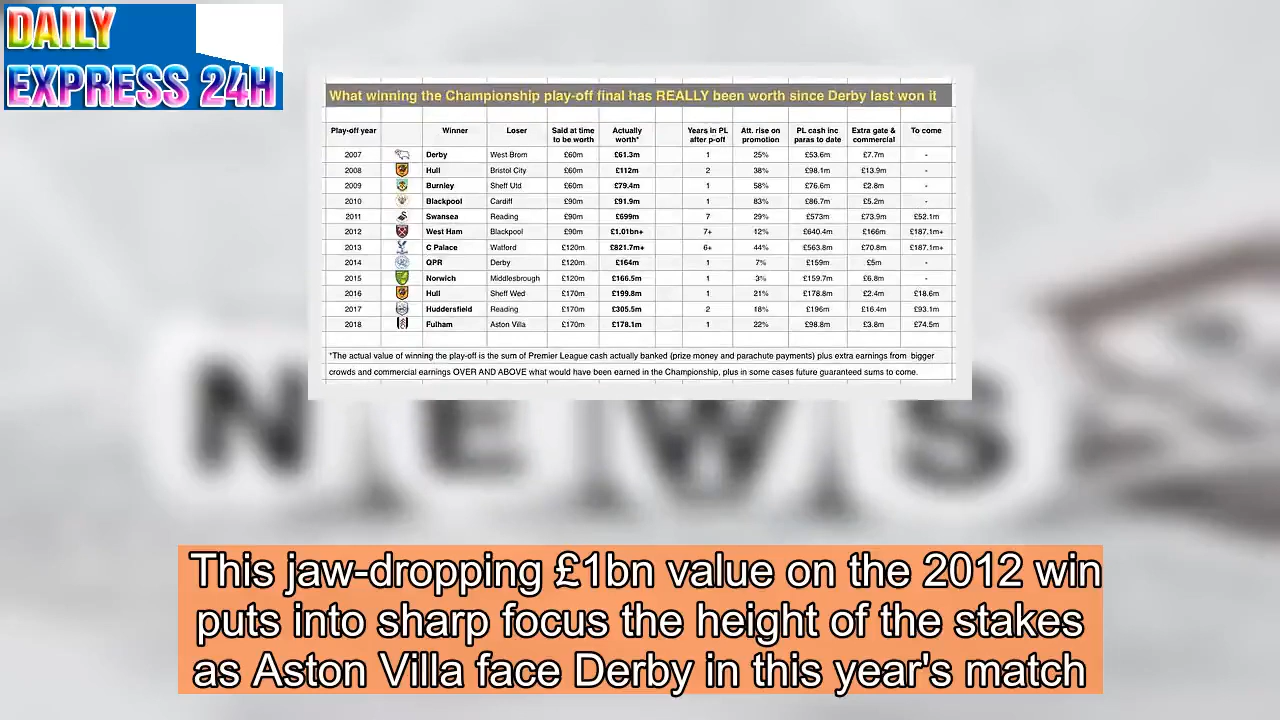 DAILY
EXPRESS 24H
What winning the Championship play-off final has REALLY been worth since Derby last won it
Play-off year Winner Loser Said at time to be worth Actually worth* Years in PL after p-off Att. rise on promotion PL cash inc paras to date Extra gate & commercial To come
2007 Derby West Brom £60m £61.3m 1 25% £53.6m £7.7m -
2008 Hull Bristol City £60m £112m 2 38% £98.1m £13.9m -
2009 Burnley Sheff Utd £60m £79.4m 1 58% £76.6m £2.8m -
2010 Blackpool Cardiff £90m £91.9m 1 83% £86.7m £5.2m -
2011 Swansea Reading £90m £699m 7 29% £573m £73.9m £52.1m
2012 West Ham Blackpool £90m £1.01bn+ 7+ 12% £640.4m £166m £187.1m+
2013 C Palace Watford £120m £821.7m+ 6+ 44% £563.8m £70.8m £187.1m+
2014 QPR Derby £120m £164m 1 7% £159m £5m -
2015 Norwich Middlesbrough £120m £166.5m 1 3% £159.7m £6.8m -
2016 Hull Sheff Wed £170m £199.8m 1 21% £178.8m £2.4m £18.6m
2017 Huddersfield Reading £170m £305.5m 2 18% £196m £16.4m £93.1m
2018 Fulham Aston Villa £170m £178.1m 1 22% £98.8m £3.8m £74.5m
*The actual value of winning the play-off is the sum of Premier League cash actually banked (prize money and parachute payments) plus extra earnings from bigger
crowds and commercial earnings OVER AND ABOVE what would have been earned in the Championship, plus in some cases future guaranteed sums to come.
NEWS
This jaw-dropping £1bn value on the 2012 win
puts into sharp focus the height of the stakes
as Aston Villa face Derby in this year's match